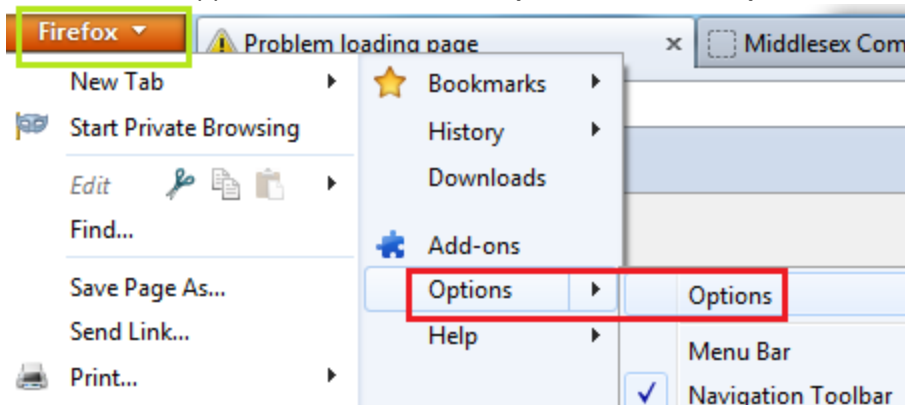 Firefox
Problem loading page
Middlesex Com
New Tab
Start Private Browsing
Edit
Find...
Save Page As...
Send Link...
Print...
Bookmarks
History
Downloads
Add-ons
Options
Help
Options
Menu Bar
Navigation Toolbar